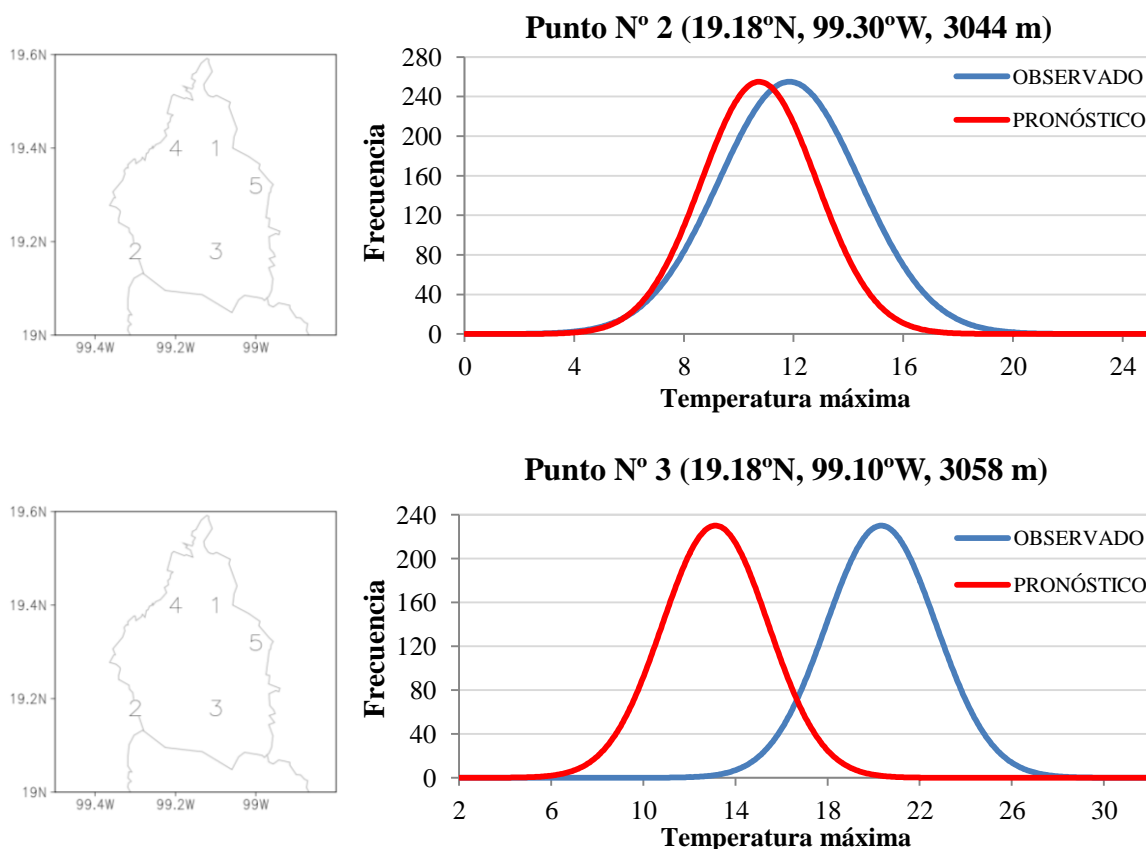 Punto Nº 2 (19.18ºN, 99.30ºW, 3044 m)
19.6N
19.4N
19.2N
19N
99.4W 99.2W 99W
4 1
5
2 3
Frecuencia
280
240
200
160
120
80
40
0
0 4 8 12 16 20 24
Temperatura máxima
OBSERVADO
PRONÓSTICO
Punto Nº 3 (19.18ºN, 99.10ºW, 3058 m)
19.6N
19.4N
19.2N
19N
99.4W 99.2W 99W
4 1
5
2 3
Frecuencia
240
200
160
120
80
40
0
2 6 10 14 18 22 26 30
Temperatura máxima
OBSERVADO
PRONÓSTICO